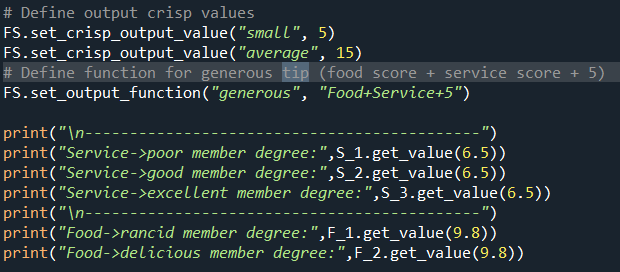 # Define output crisp values
FS.set_crisp_output_value("small", 5)
FS.set_crisp_output_value("average", 15)
# Define function for generous tip (food score + service score + 5)
FS.set_output_function("generous", "Food+Service+5")
print("\n--------------------------------------------")
print("Service->poor member degree:",S_1.get_value(6.5))
print("Service->good member degree:",S_2.get_value(6.5))
print("Service->excellent member degree:",S_3.get_value(6.5))
print("\n--------------------------------------------")
print("Food->rancid member degree:",F_1.get_value(9.8))
print("Food->delicious member degree:",F_2.get_value(9.8))